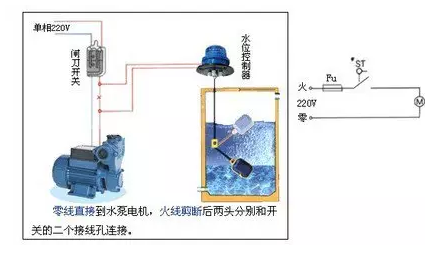 单相220V
闸刀开关
水位控制器
零线直接到水泵电机，火线剪断后两头分别和开
关的二个接线孔连接。
ST
Fu
火
220V
零
M